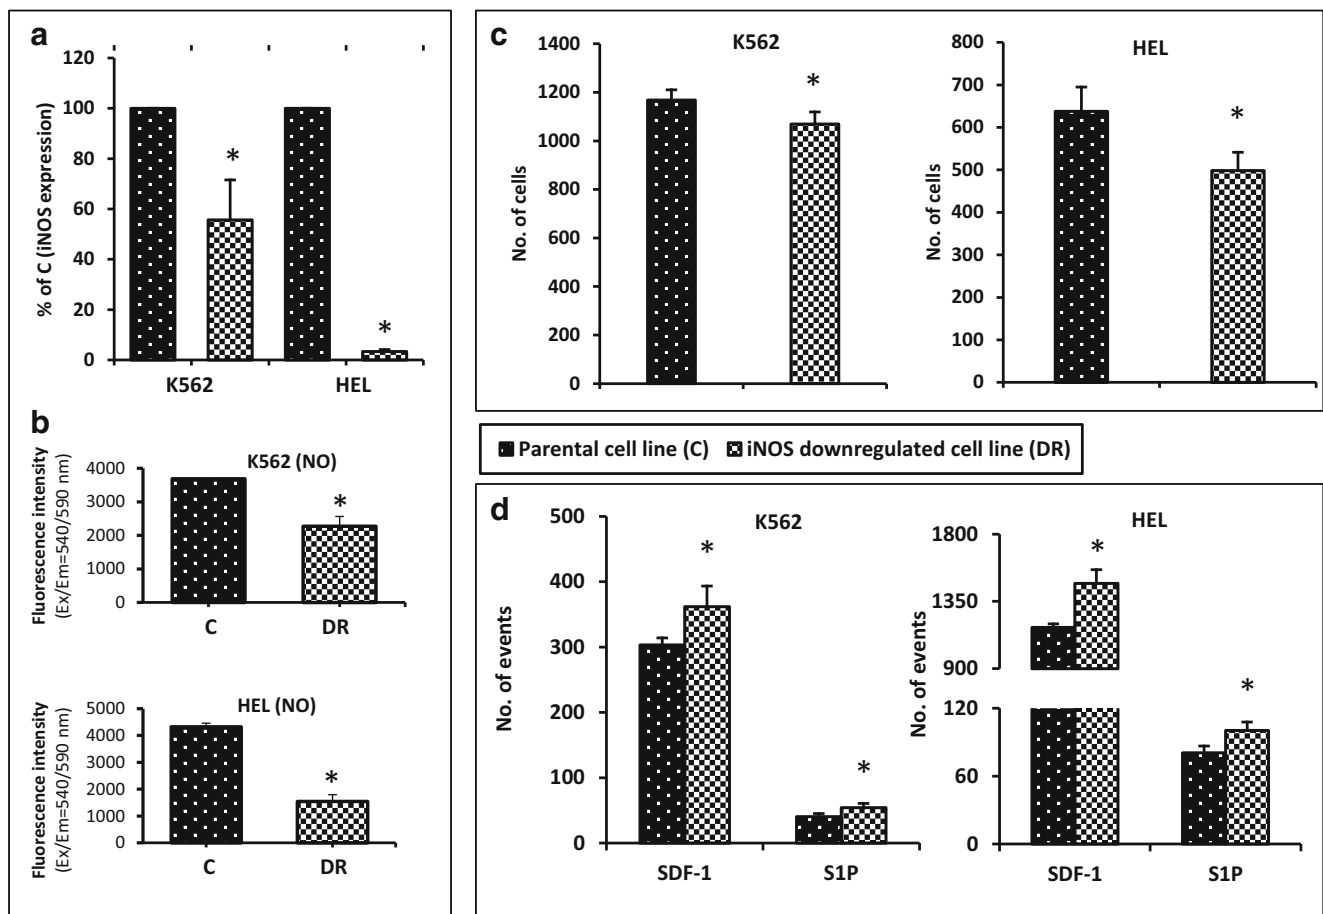 a
120
100
80
60
40
20
0
% of C (iNOS expression)
*
*
K562
HEL
b
K562 (NO)
4000
3000
2000
1000
0
Fluorescence intensity
(Ex/Em=540/590 nm)
*
C
DR
HEL (NO)
5000
4000
3000
2000
1000
0
Fluorescence intensity
(Ex/Em=540/590 nm)
*
C
DR
c
K562
1400
1200
1000
800
600
400
200
0
No. of cells
*
HEL
800
700
600
500
400
300
200
100
0
No. of cells
*
Parental cell line (C) iNOS downregulated cell line (DR)
d
K562
500
400
300
200
100
0
No. of events
*
*
SDF-1
S1P
HEL
1800
1350
900
120
60
0
No. of events
*
*
SDF-1
S1P